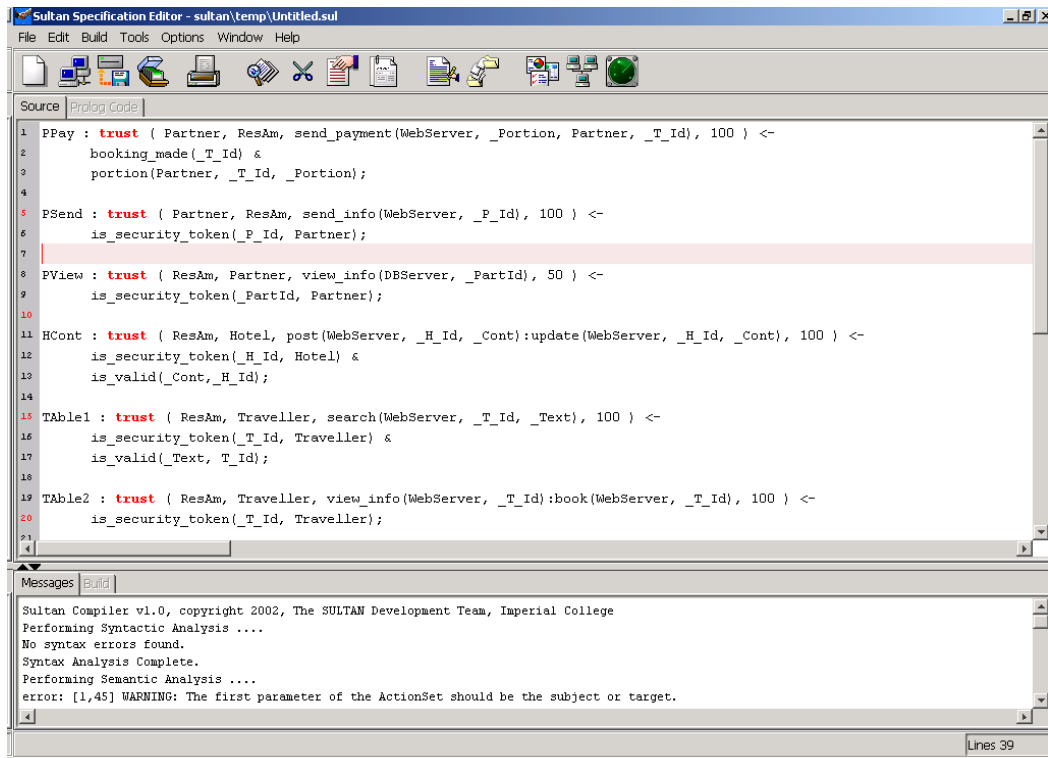 Sultan Specification Editor - sultan\temp\Untitled.sul
File Edit Build Tools Options Window Help
Source Prolog Code
1 PPay : trust ( Partner, ResAm, send_payment(WebServer, _Portion, Partner, _T_Id), 100 ) <-
2 booking_made(_T_Id) &
3 portion(Partner, _T_Id, _Portion);
4
5 PSend : trust ( Partner, ResAm, send_info(WebServer, _P_Id), 100 ) <-
6 is_security_token(_P_Id, Partner);
7
8 PView : trust ( ResAm, Partner, view_info(DBServer, _PartId), 50 ) <-
9 is_security_token(_PartId, Partner);
10
11 HCont : trust ( ResAm, Hotel, post(WebServer, _H_Id, _Cont):update(WebServer, _H_Id, _Cont), 100 ) <-
12 is_security_token(_H_Id, Hotel) &
13 is_valid(_Cont,_H_Id);
14
15 TAble1 : trust ( ResAm, Traveller, search(WebServer, _T_Id, _Text), 100 ) <-
16 is_security_token(_T_Id, Traveller) &
17 is_valid(_Text, T_Id);
18
19 TAble2 : trust ( ResAm, Traveller, view_info(WebServer, _T_Id):book(WebServer, _T_Id), 100 ) <-
20 is_security_token(_T_Id, Traveller);
21
Messages Build
Sultan Compiler v1.0, copyright 2002, The SULTAN Development Team, Imperial College
Performing Syntactic Analysis ....
No syntax errors found.
Syntax Analysis Complete.
Performing Semantic Analysis ....
error: [1,45] WARNING: The first parameter of the ActionSet should be the subject or target.
Lines 39